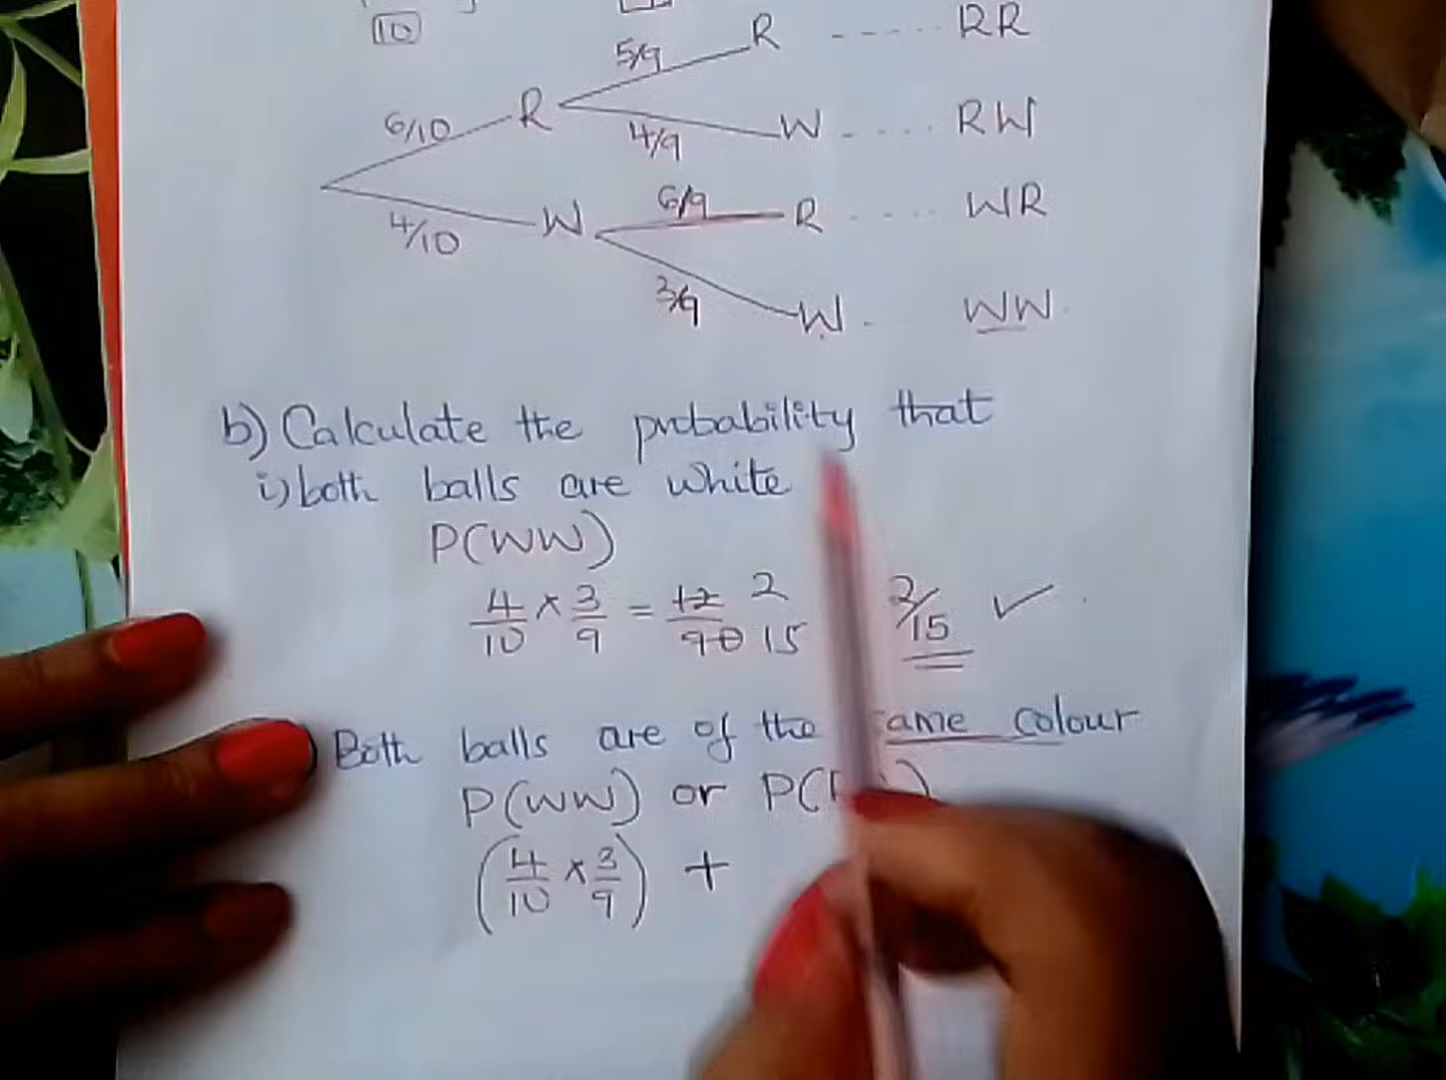 10
5/9 R ----- RR
6/10 R
4/9 W ---- RW
6/9 R ---- WR
4/10 W
3/9 W - WW
b) Calculate the probability that
i) both balls are white
P(WW)
4/10 × 3/9 = 12/90 2/15 2/15 ✓
Both balls are of the same colour
P(WW) or P(
(4/10 × 3/9) +